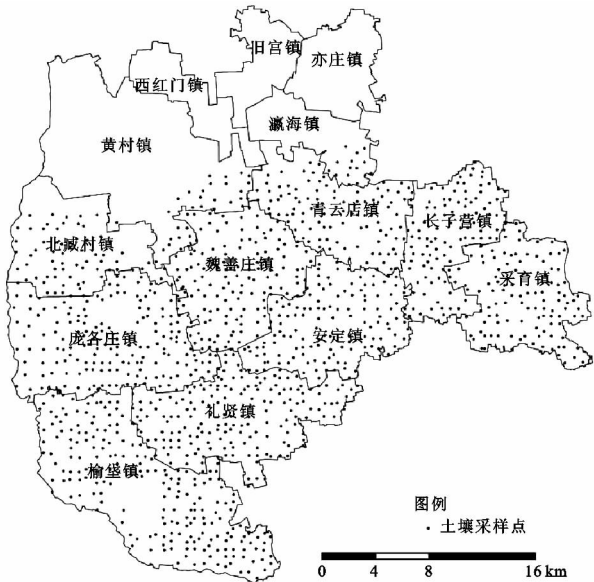 旧宫镇
亦庄镇
西红门镇
瀛海镇
黄村镇
青云店镇
长子营镇
北臧村镇
魏善庄镇
采育镇
庞各庄镇
安定镇
礼贤镇
榆垡镇
图例
土壤采样点
0 4 8 16 km